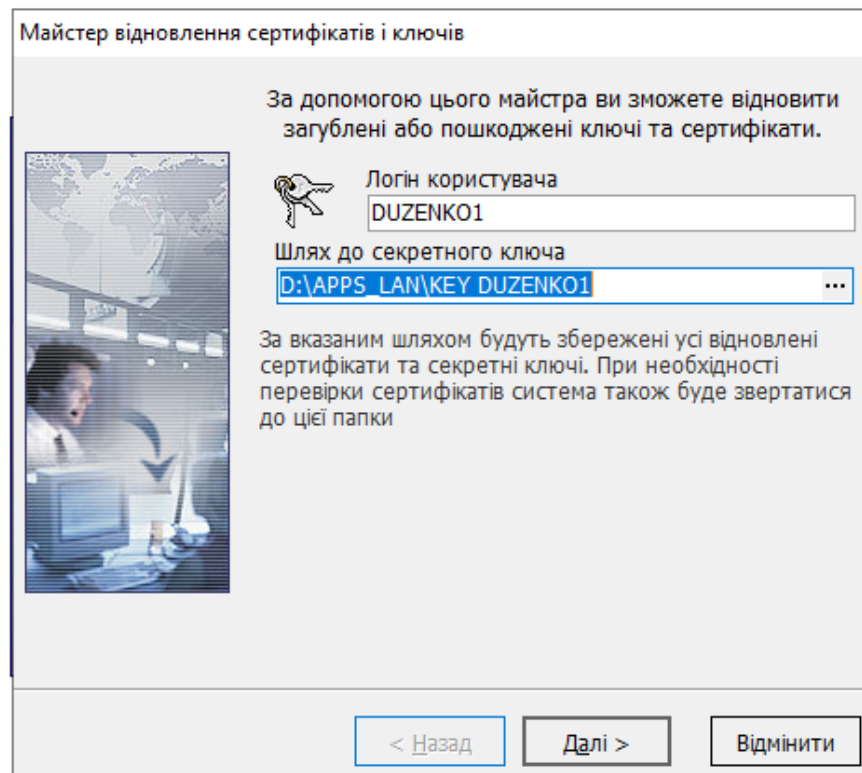 Майстер відновлення сертифікатів і ключів
За допомогою цього майстра ви зможете відновити
загублені або пошкоджені ключі та сертифікати.
Логін користувача
DUZENKO1
Шлях до секретного ключа
D:\APPS_LAN\KEY DUZENKO1
...
За вказаним шляхом будуть збережені усі відновлені
сертифікати та секретні ключі. При необхідності
перевірки сертифікатів система також буде звертатися
до цієї папки
< Назад
Далі >
Відмінити